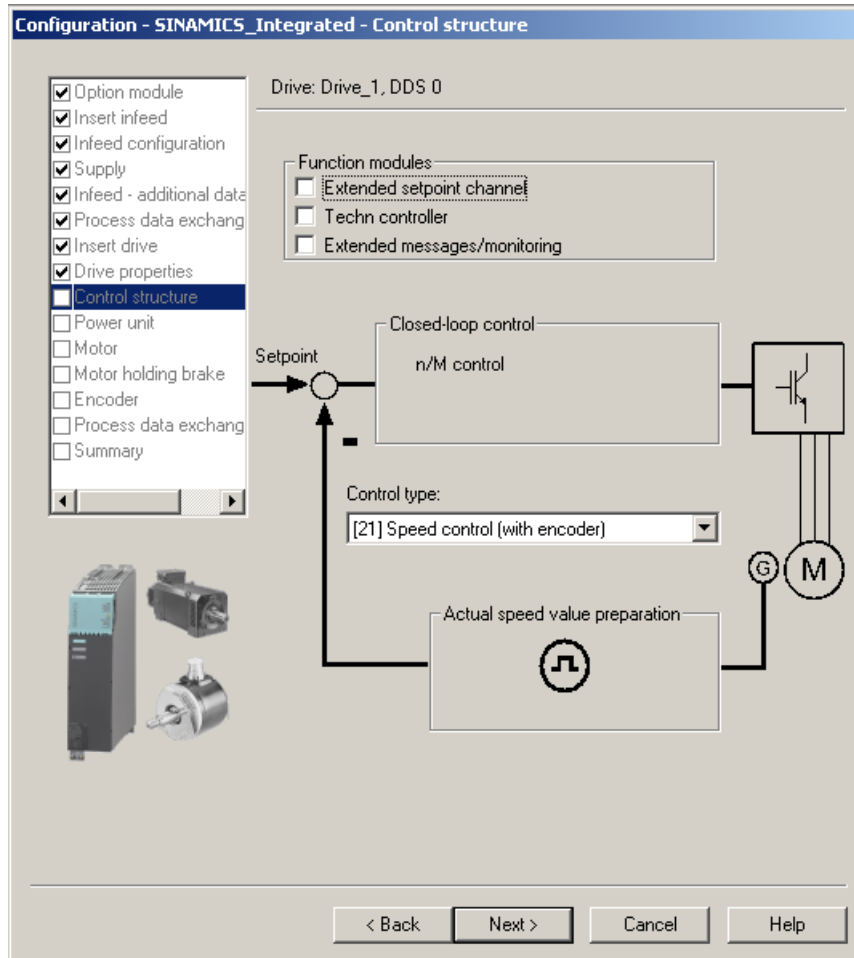 Configuration - SINAMICS_Integrated - Control structure
Option module
Insert infeed
Infeed configuration
Supply
Infeed - additional data
Process data exchang
Insert drive
Drive properties
Control structure
Power unit
Motor
Motor holding brake
Encoder
Process data exchang
Summary
Drive: Drive_1, DDS 0
Function modules
Extended setpoint channel
Techn controller
Extended messages/monitoring
Closed-loop control
Setpoint
n/M control
Control type:
[21] Speed control (with encoder)
G
M
Actual speed value preparation
< Back
Next >
Cancel
Help